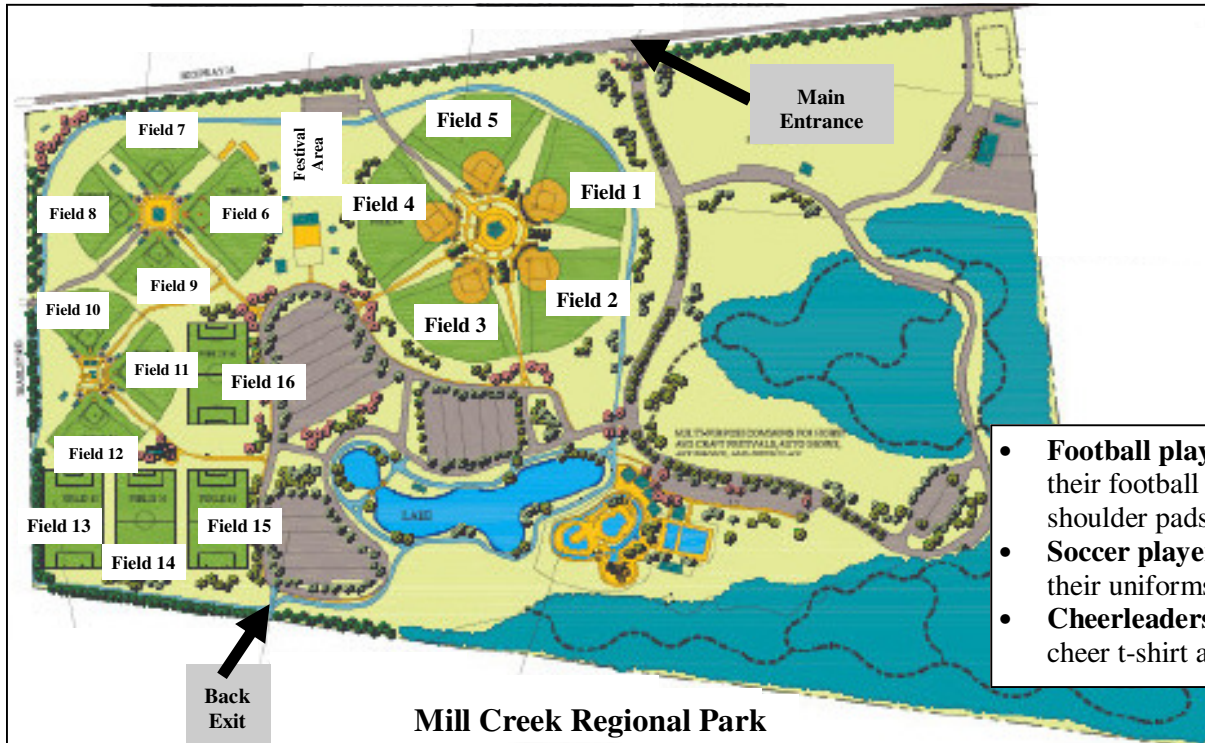 Main
Entrance
Field 7
Field 5
Festival
Area
Field 1
Field 8
Field 6
Field 4
Field 9
Field 10
Field 2
Field 3
Field 11
Field 16
Field 12
LAKE
Field 13
Field 15
Field 14
• Football play
their football
shoulder pads
• Soccer player
their uniforms
• Cheerleaders
cheer t-shirt a
Back
Exit
Mill Creek Regional Park